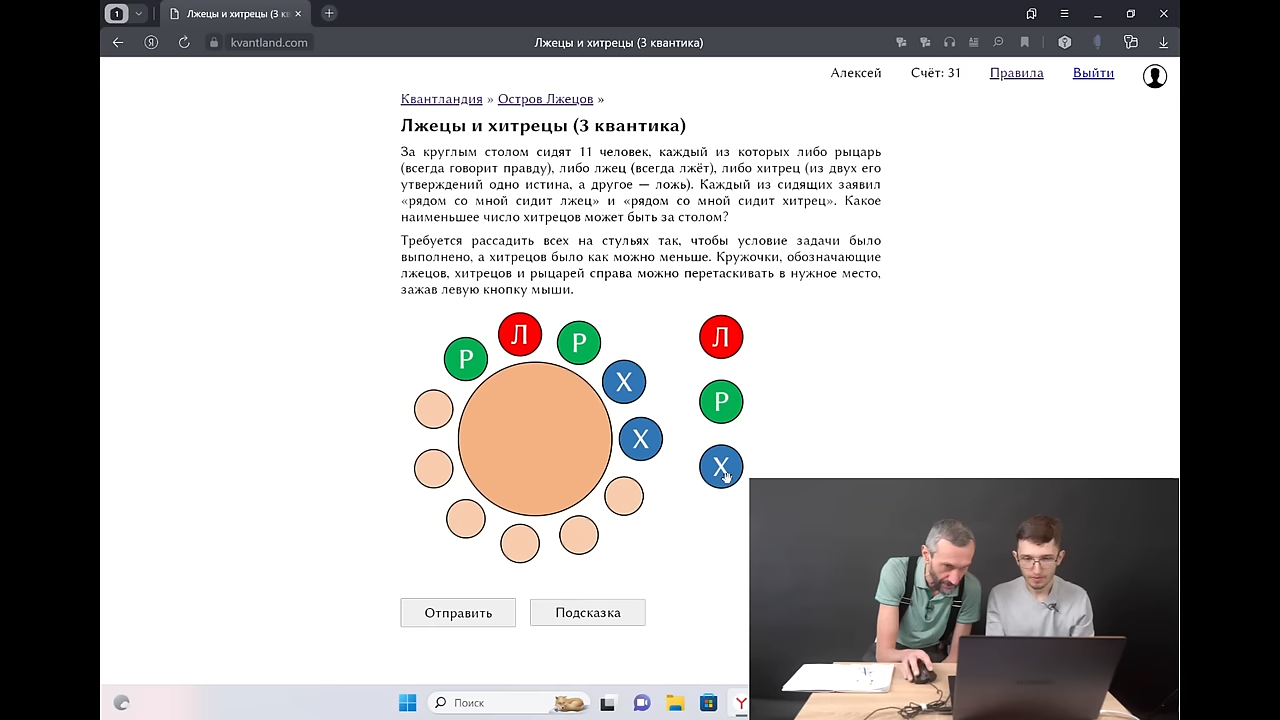 1
Лжецы и хитрецы (3 кв
kvantland.com
Лжецы и хитрецы (3 квантика)
Алексей Счёт: 31 Правила Выйти
Квантландия » Остров Лжецов »
Лжецы и хитрецы (3 квантика)
За круглым столом сидят 11 человек, каждый из которых либо рыцарь
(всегда говорит правду), либо лжец (всегда лжёт), либо хитрец (из двух его
утверждений одно истина, а другое — ложь). Каждый из сидящих заявил
«рядом со мной сидит лжец» и «рядом со мной сидит хитрец». Какое
наименьшее число хитрецов может быть за столом?
Требуется рассадить всех на стульях так, чтобы условие задачи было
выполнено, а хитрецов было как можно меньше. Кружочки, обозначающие
лжецов, хитрецов и рыцарей справа можно перетаскивать в нужное место,
зажав левую кнопку мыши.
Р
Л
Р
Х
Х
Л
Р
Х
Отправить
Подсказка
Поиск